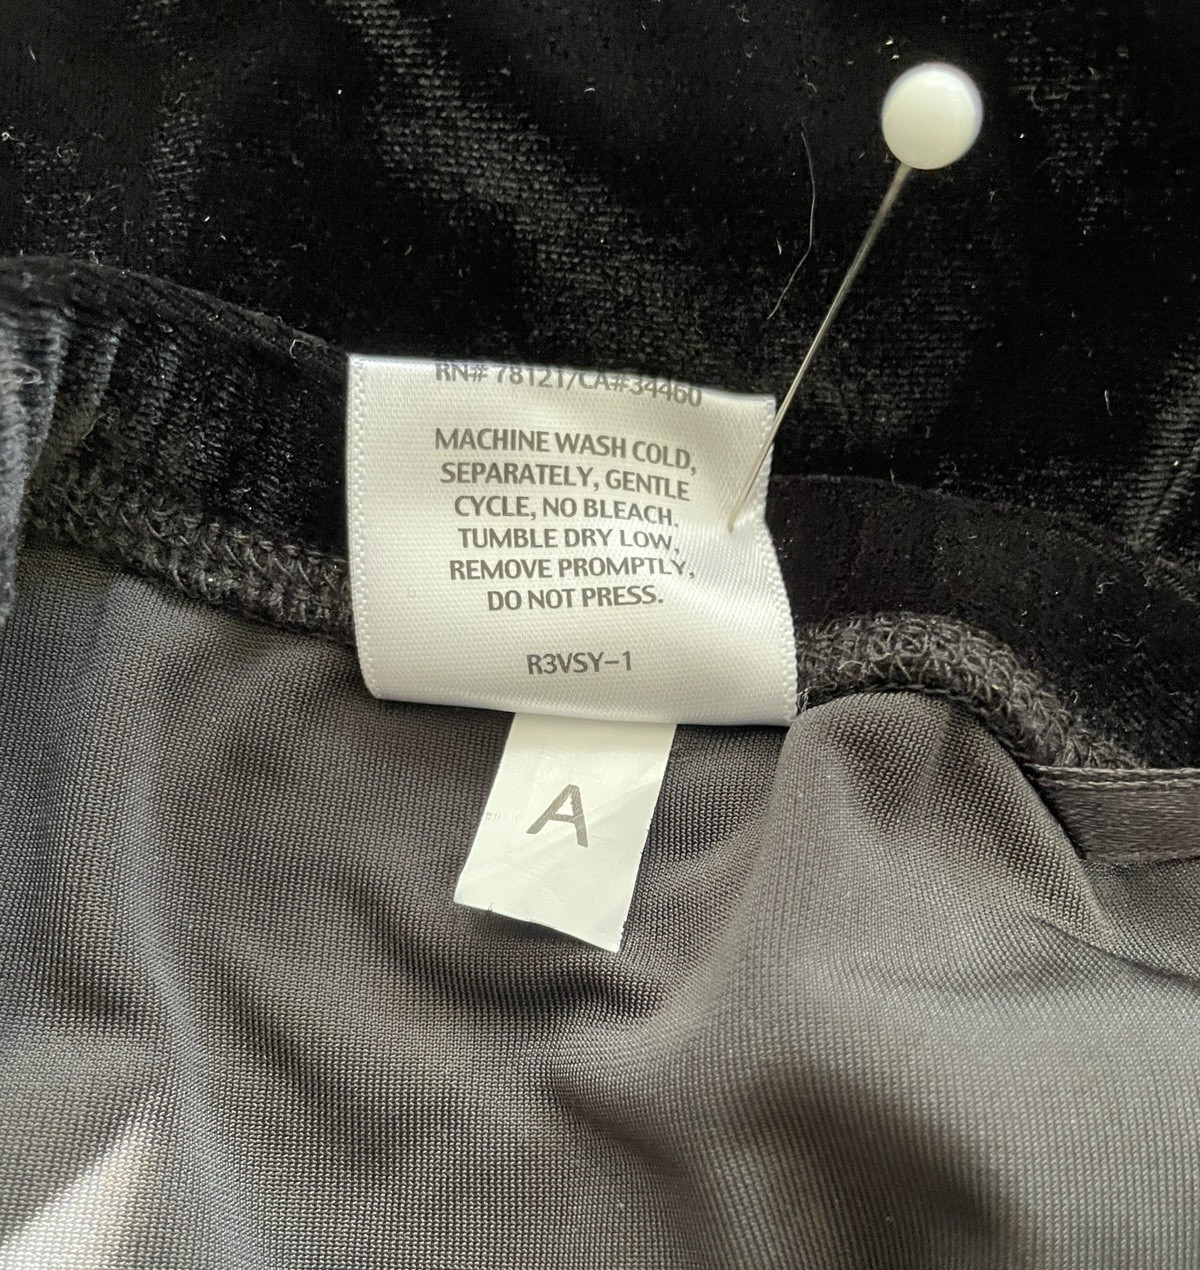 RN# 78121/CA#34460
MACHINE WASH COLD,
SEPARATELY, GENTLE
CYCLE, NO BLEACH.
TUMBLE DRY LOW,
REMOVE PROMPTLY,
DO NOT PRESS.
R3VSY-1
A